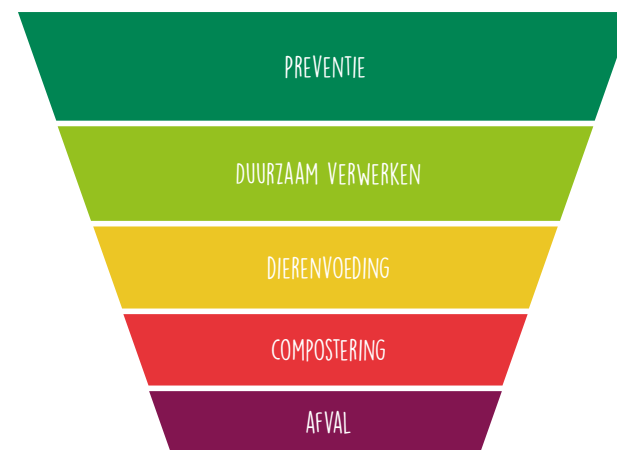 PREVENTIE
DUURZAAM VERWERKEN
DIERENVOEDING
COMPOSTERING
AFVAL